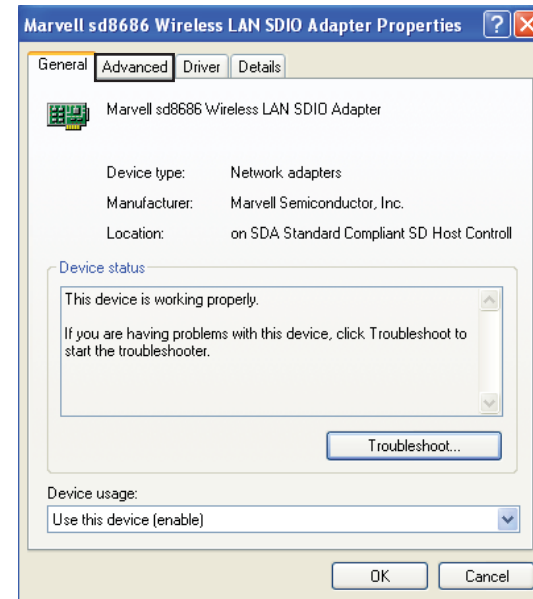 Marvell sd8686 Wireless LAN SDIO Adapter Properties
General Advanced Driver Details
Marvell sd8686 Wireless LAN SDIO Adapter
Device type: Network adapters
Manufacturer: Marvell Semiconductor, Inc.
Location: on SDA Standard Compliant SD Host Controll
Device status
This device is working properly.
If you are having problems with this device, click Troubleshoot to
start the troubleshooter.
Troubleshoot...
Device usage:
Use this device (enable)
OK Cancel